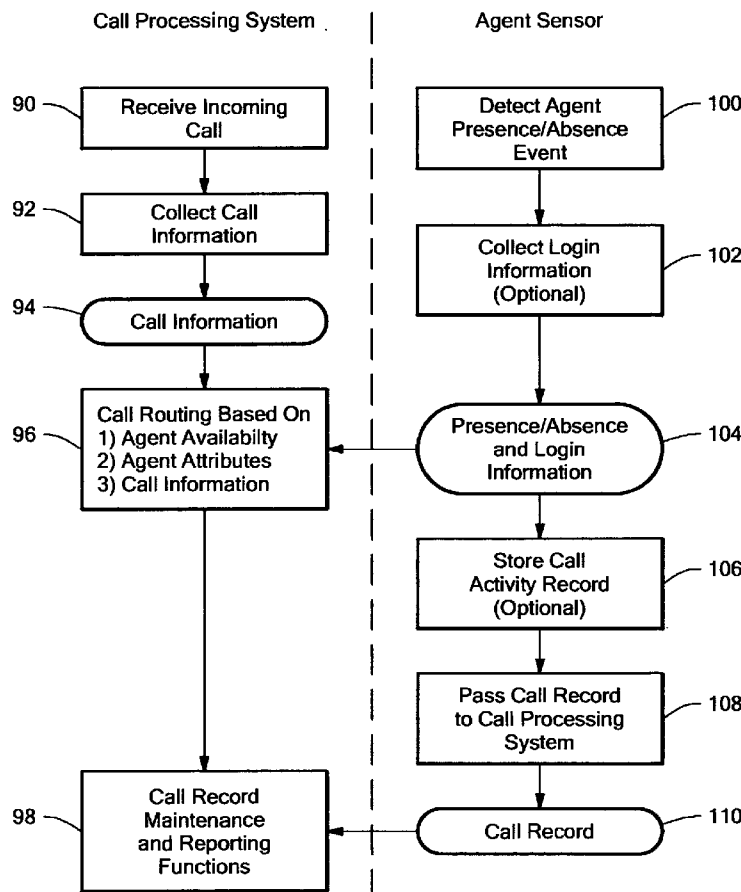 Call Processing System
Agent Sensor
90
Receive Incoming
Call
92
Collect Call
Information
94
Call Information
96
Call Routing Based On
1) Agent Availabilty
2) Agent Attributes
3) Call Information
98
Call Record
Maintenance
and Reporting
Functions
Detect Agent
Presence/Absence
Event
100
Collect Login
Information
(Optional)
102
Presence/Absence
and Login
Information
104
Store Call
Activity Record
(Optional)
106
Pass Call Record
to Call Processing
System
108
Call Record
110